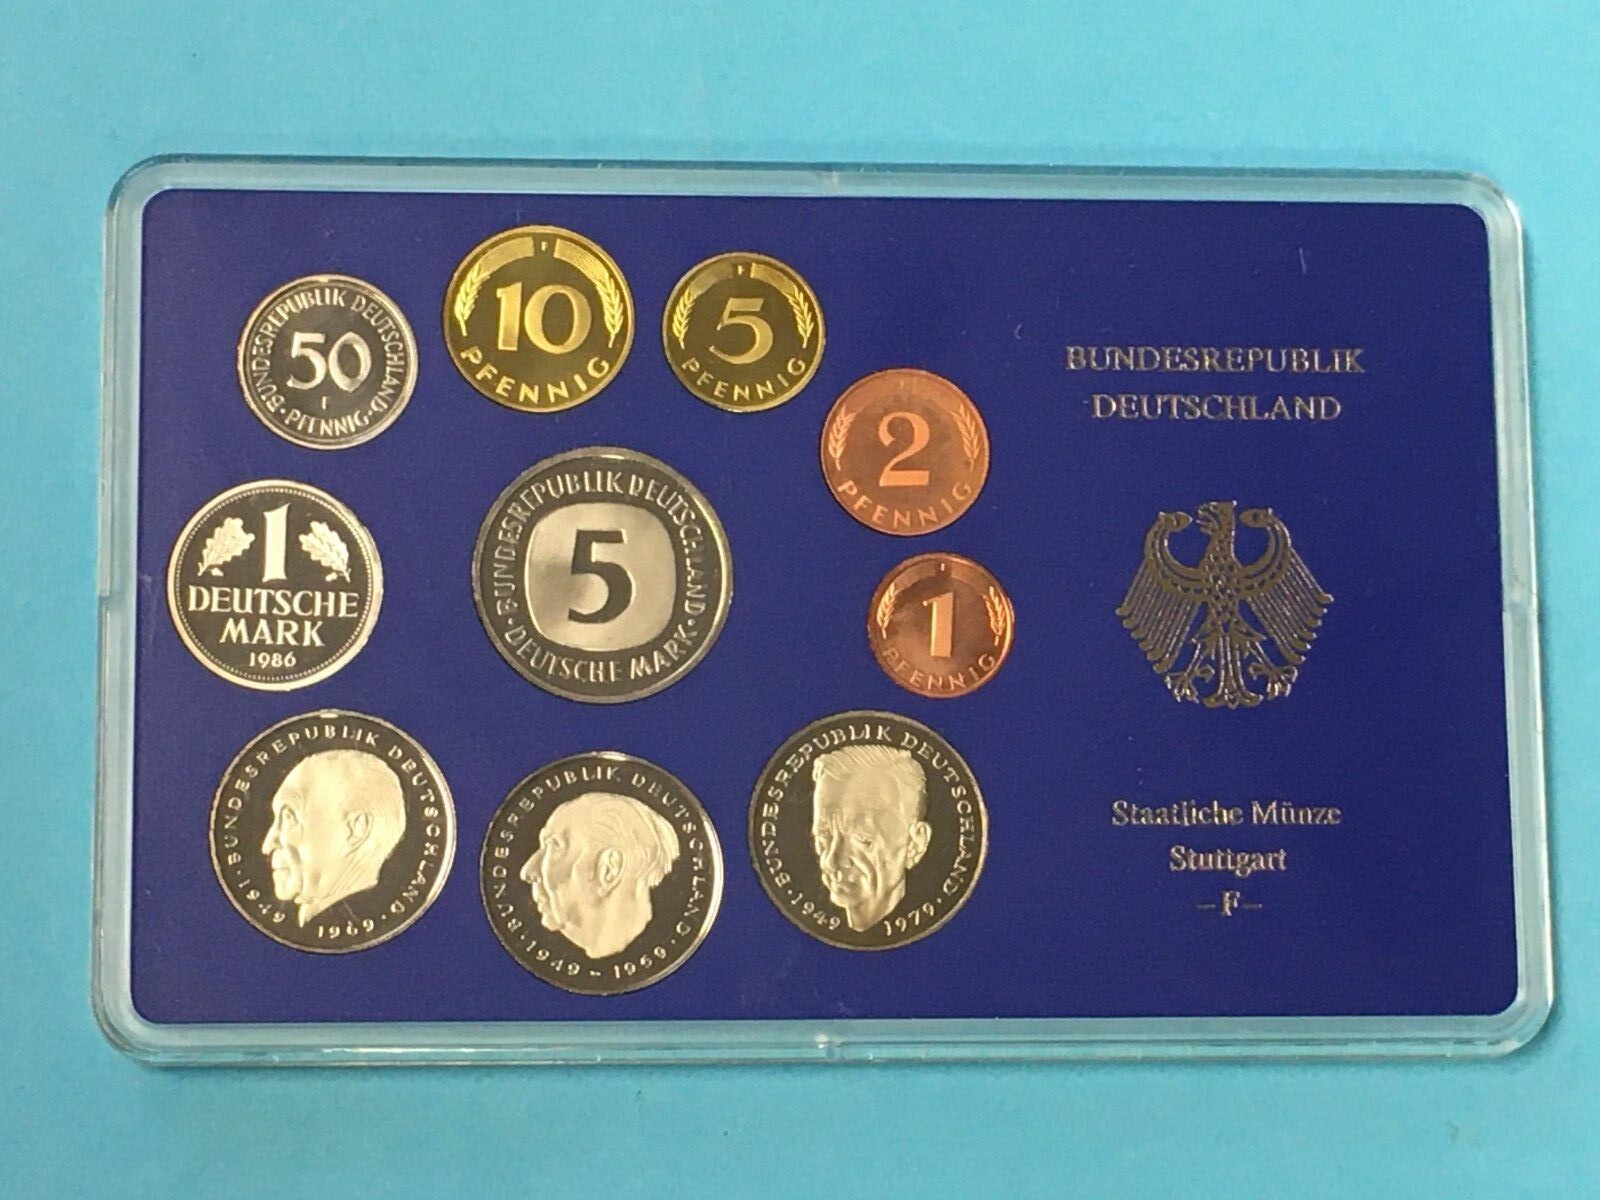 BUNDESREPUBLIK DEUTSCHLAND
50
F
· PFENNIG ·
F
10
PFENNIG
F
5
PFENNIG
2
PFENNIG
1
DEUTSCHE
MARK
1986
BUNDESREPUBLIK DEUTSCHLAND
5
· DEUTSCHE MARK ·
1
PFENNIG
· BUNDESREPUBLIK DEUTSCHLAND ·
1949 1969
· BUNDESREPUBLIK DEUTSCHLAND ·
1949 – 1969
· BUNDESREPUBLIK DEUTSCHLAND ·
1949 1979
BUNDESREPUBLIK
DEUTSCHLAND
Staatliche Münze
Stuttgart
– F –